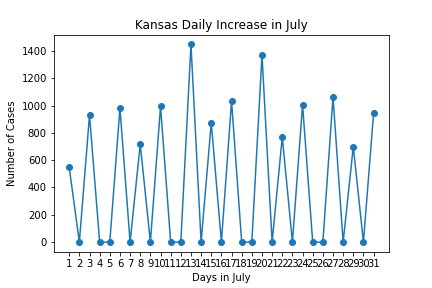 Kansas Daily Increase in July
Number of Cases
1400
1200
1000
800
600
400
200
0
1 2 3 4 5 6 7 8 9 10 11 12 13 14 15 16 17 18 19 20 21 22 23 24 25 26 27 28 29 30 31
Days in July